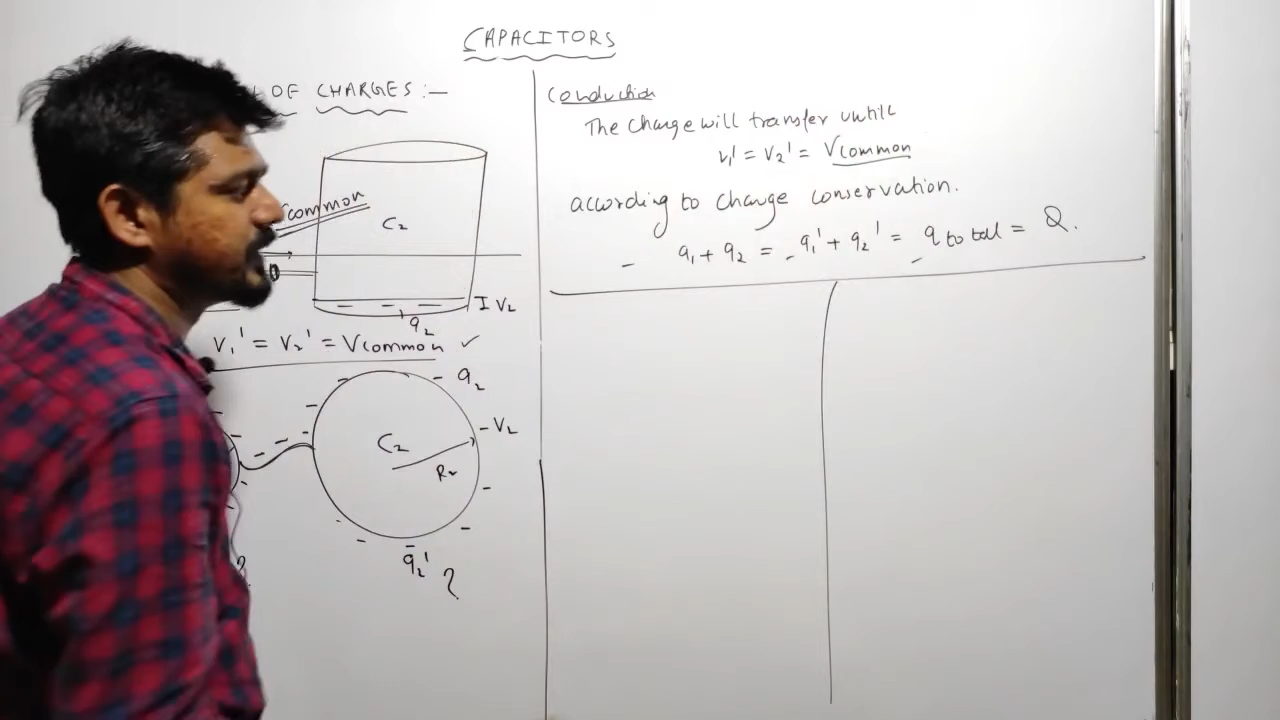 CAPACITORS
OF CHARGES :-
Vcommon
C₂
I V₂
q₂
V₁' = V₂' = Vcommon ✓
q₂
C₂
V₂
R₂
q₂' ?
Conduction
The Charge will transfer untill
V₁' = V₂' = Vcommon
according to charge conservation.
q₁ + q₂ = q₁' + q₂' = q total = Q.